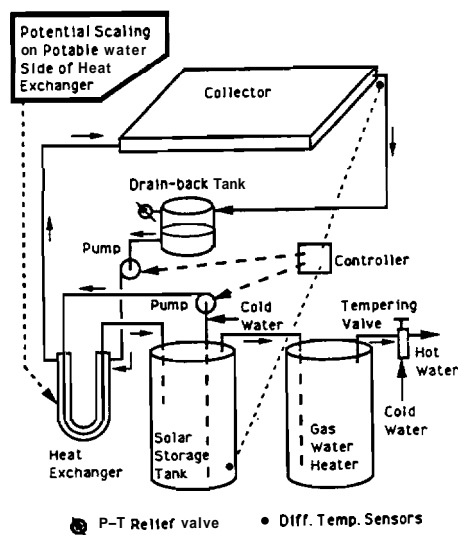 Potential Scaling
on Potable water
Side of Heat
Exchanger
Collector
Drain-back Tank
Pump
Controller
Pump
Cold
Water
Tempering
Valve
Hot
Water
Cold
Water
Solar
Storage
Tank
Gas
Water
Heater
Heat
Exchanger
P-T Relief valve
Diff. Temp. Sensors